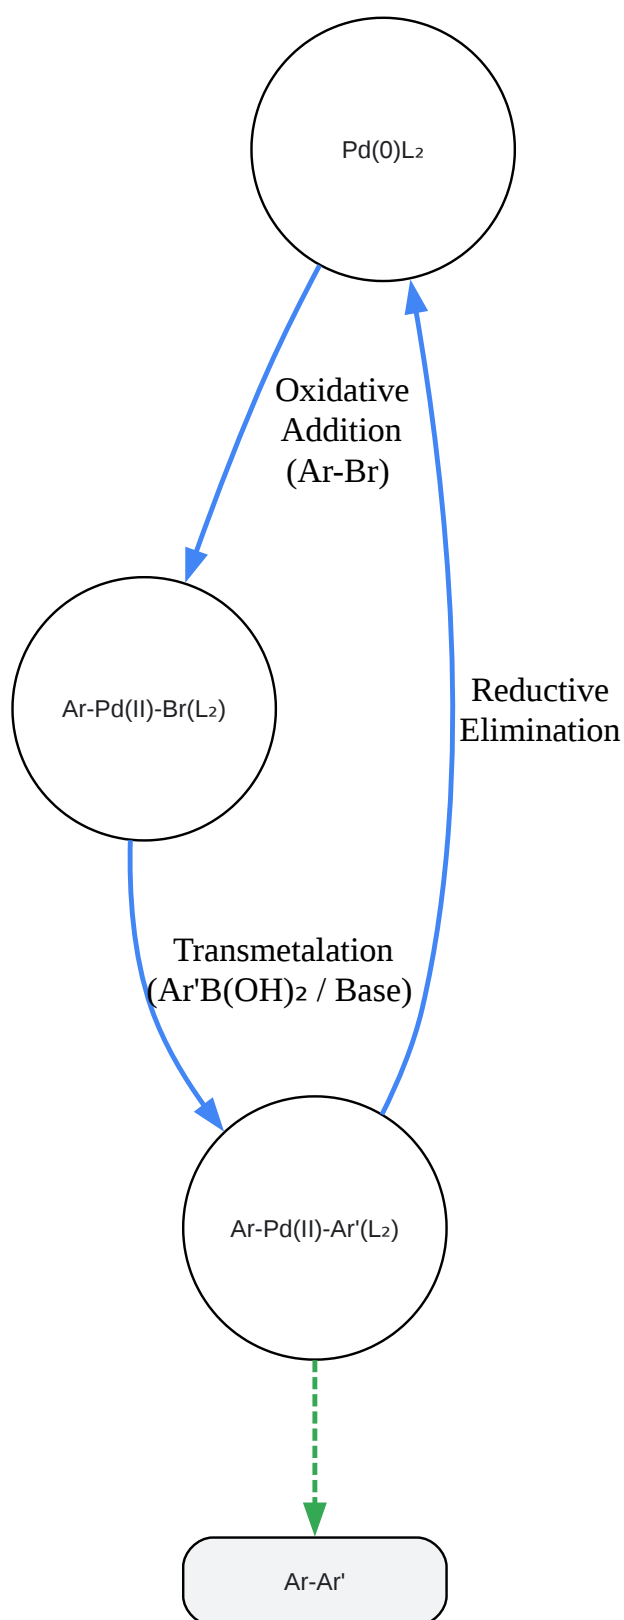 Pd(0)L₂
Oxidative
Addition
(Ar-Br)
Ar-Pd(II)-Br(L₂)
Reductive
Elimination
Transmetalation
(Ar'B(OH)₂ / Base)
Ar-Pd(II)-Ar'(L₂)
Ar-Ar'